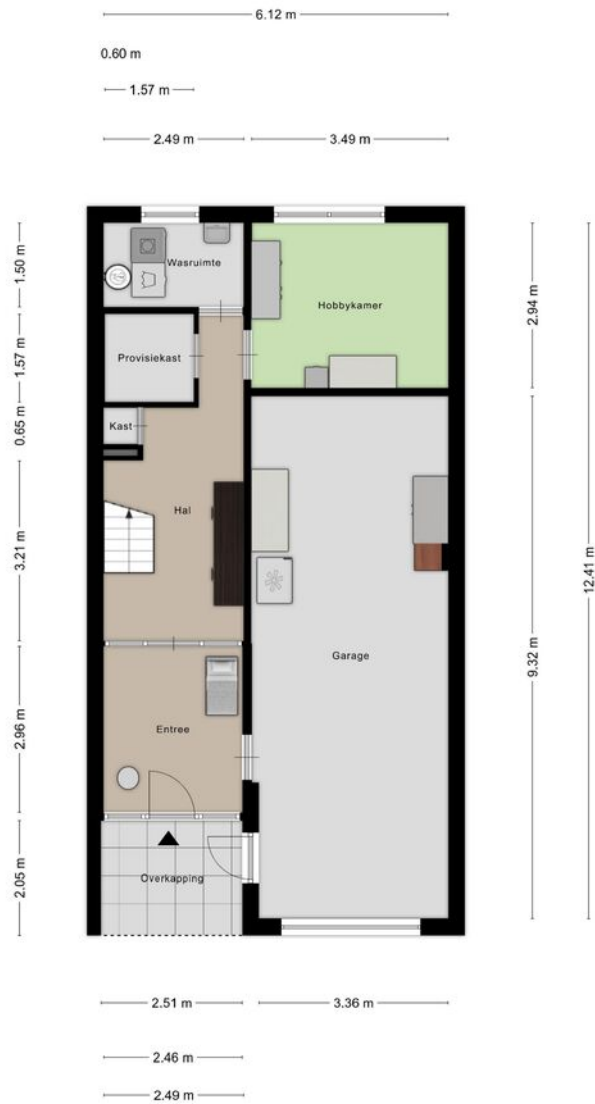 6.12 m
0.60 m
1.57 m
2.49 m
3.49 m
1.50 m
Wasruimte
Hobbykamer
2.94 m
1.57 m
Provisiekast
0.65 m
Kast
Hal
3.21 m
12.41 m
Garage
9.32 m
2.96 m
Entree
2.05 m
Overkapping
2.51 m
3.36 m
2.46 m
2.49 m